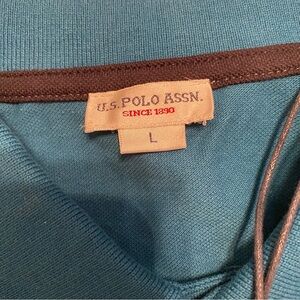 U.S. POLO ASSN.
SINCE 1890
L